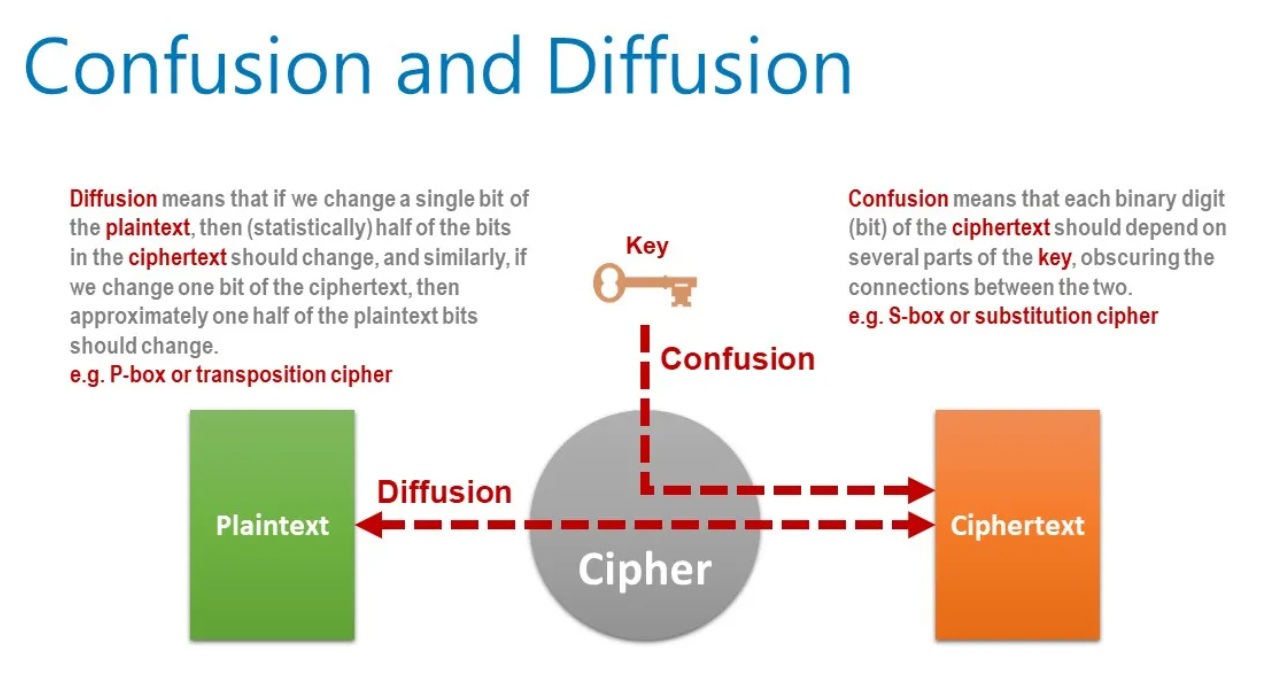 Confusion and Diffusion
Diffusion means that if we change a single bit of
the plaintext, then (statistically) half of the bits
in the ciphertext should change, and similarly, if
we change one bit of the ciphertext, then
approximately one half of the plaintext bits
should change.
e.g. P-box or transposition cipher
Confusion means that each binary digit
(bit) of the ciphertext should depend on
several parts of the key, obscuring the
connections between the two.
e.g. S-box or substitution cipher
Key
Confusion
Diffusion
Plaintext
Cipher
Ciphertext